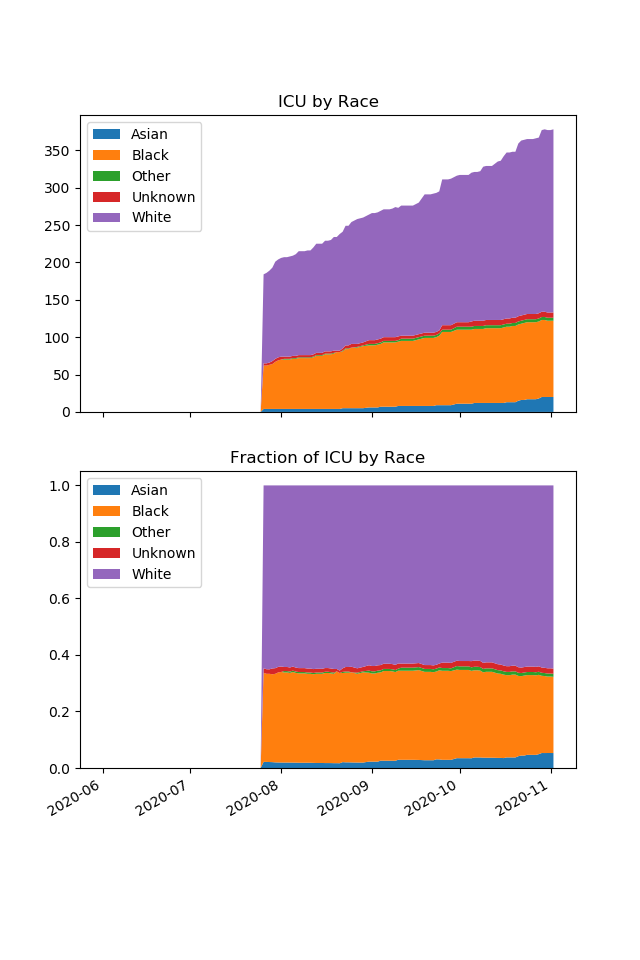 ICU by Race
Asian
Black
Other
Unknown
White
350
300
250
200
150
100
50
0
Fraction of ICU by Race
Asian
Black
Other
Unknown
White
1.0
0.8
0.6
0.4
0.2
0.0
2020-06
2020-07
2020-08
2020-09
2020-10
2020-11